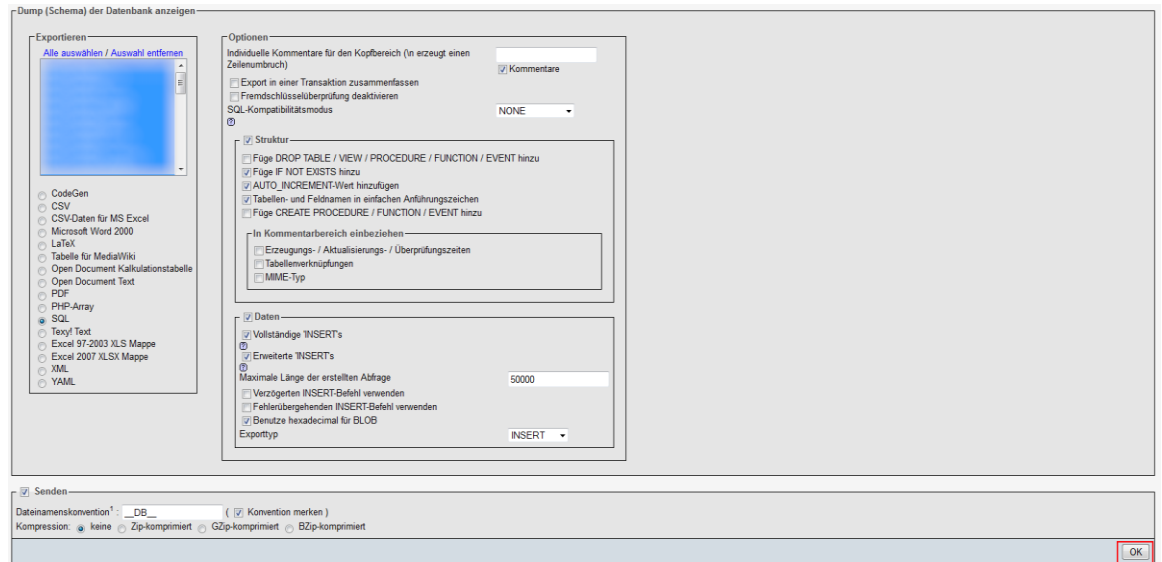 Dump (Schema) der Datenbank anzeigen
Exportieren
Alle auswählen / Auswahl entfernen
CodeGen
CSV
CSV-Daten für MS Excel
Microsoft Word 2000
LaTeX
Tabelle für MediaWiki
Open Document Kalkulationstabelle
Open Document Text
PDF
PHP-Array
SQL
Texy! Text
Excel 97-2003 XLS Mappe
Excel 2007 XLSX Mappe
XML
YAML
Optionen
Individuelle Kommentare für den Kopfbereich (\n erzeugt einen
Zeilenumbruch)
Kommentare
Export in einer Transaktion zusammenfassen
Fremdschlüsselüberprüfung deaktivieren
SQL-Kompatibilitätsmodus NONE
Struktur
Füge DROP TABLE / VIEW / PROCEDURE / FUNCTION / EVENT hinzu
Füge IF NOT EXISTS hinzu
AUTO_INCREMENT-Wert hinzufügen
Tabellen- und Feldnamen in einfachen Anführungszeichen
Füge CREATE PROCEDURE / FUNCTION / EVENT hinzu
In Kommentarbereich einbeziehen
Erzeugungs- / Aktualisierungs- / Überprüfungszeiten
Tabellenverknüpfungen
MIME-Typ
Daten
Vollständige 'INSERT's
Erweiterte 'INSERT's
Maximale Länge der erstellten Abfrage 50000
Verzögerten INSERT-Befehl verwenden
Fehlerübergehenden INSERT-Befehl verwenden
Benutze hexadecimal für BLOB
Exporttyp INSERT
Senden
Dateinamenskonvention¹ : __DB__ ( Konvention merken )
Kompression: keine Zip-komprimiert GZip-komprimiert BZip-komprimiert
OK